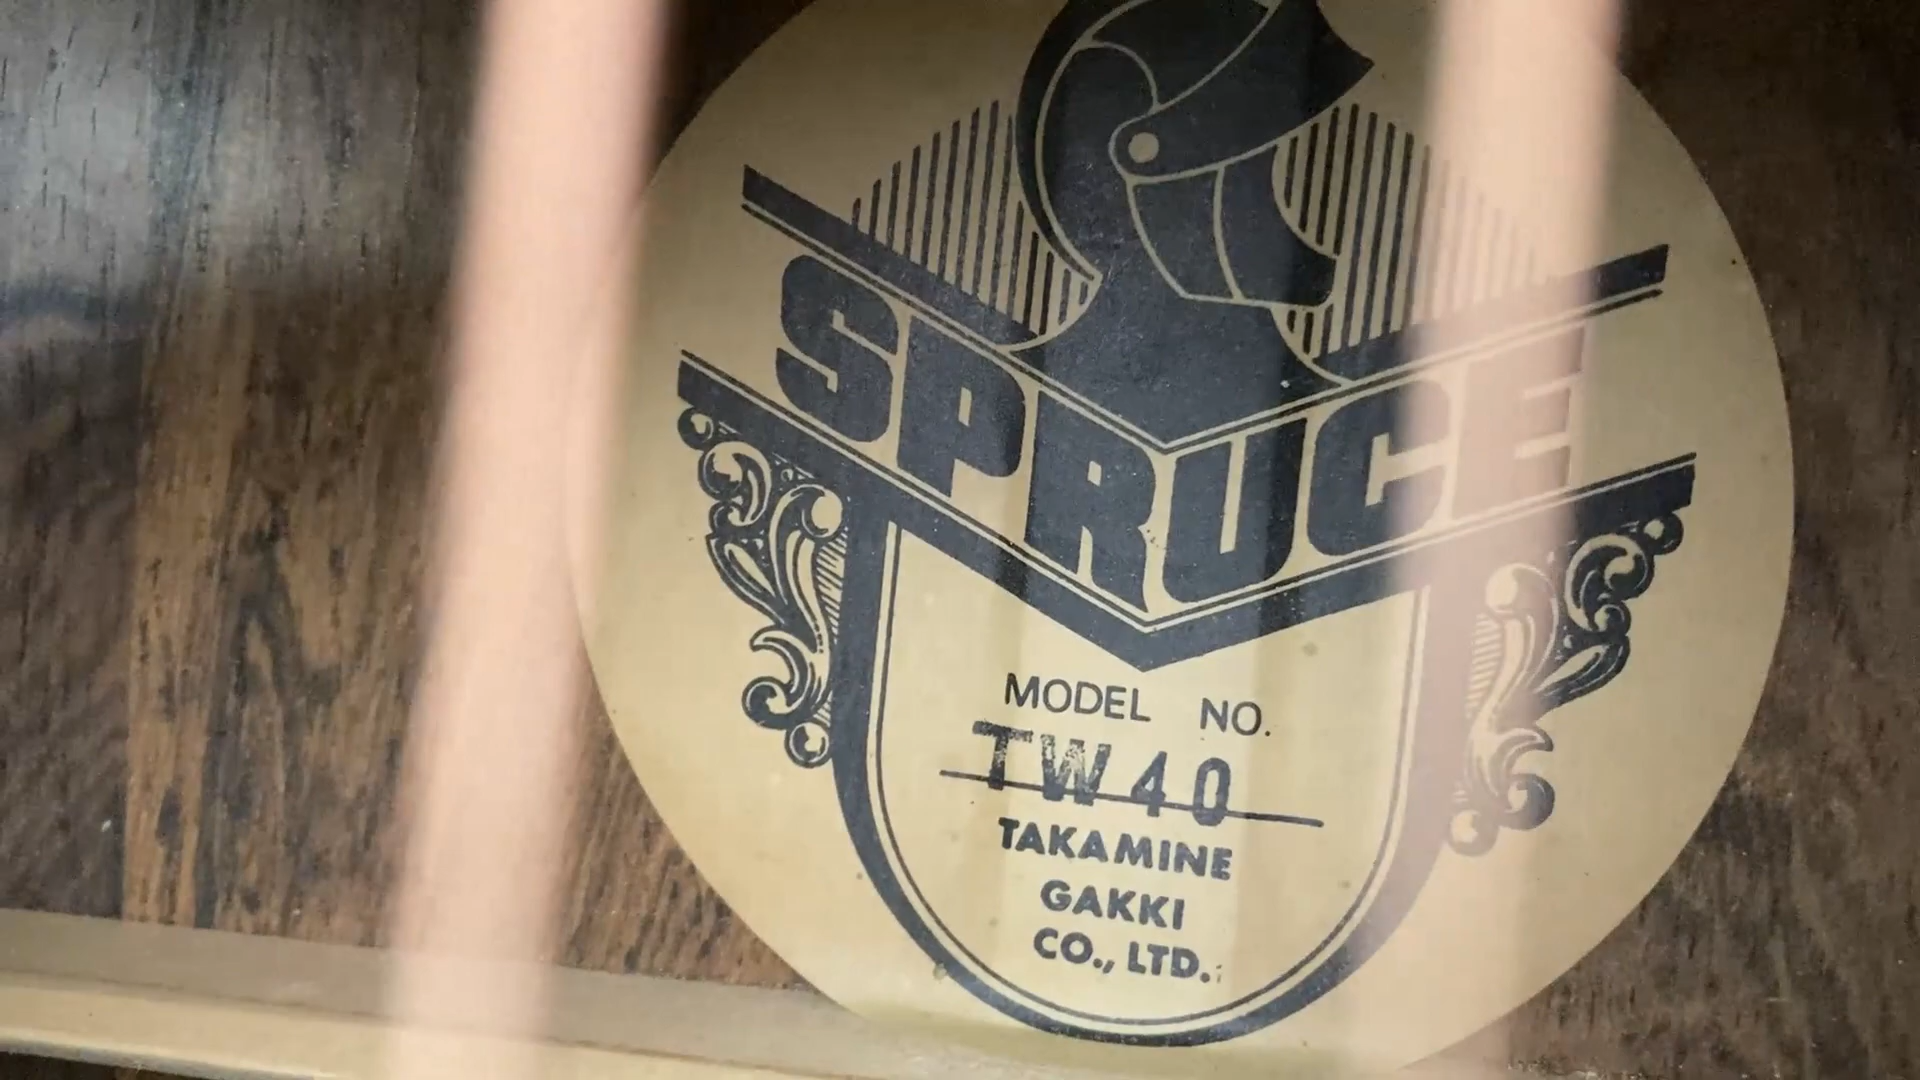 SPRUCE
MODEL NO.
TW40
TAKAMINE
GAKKI
CO., LTD.